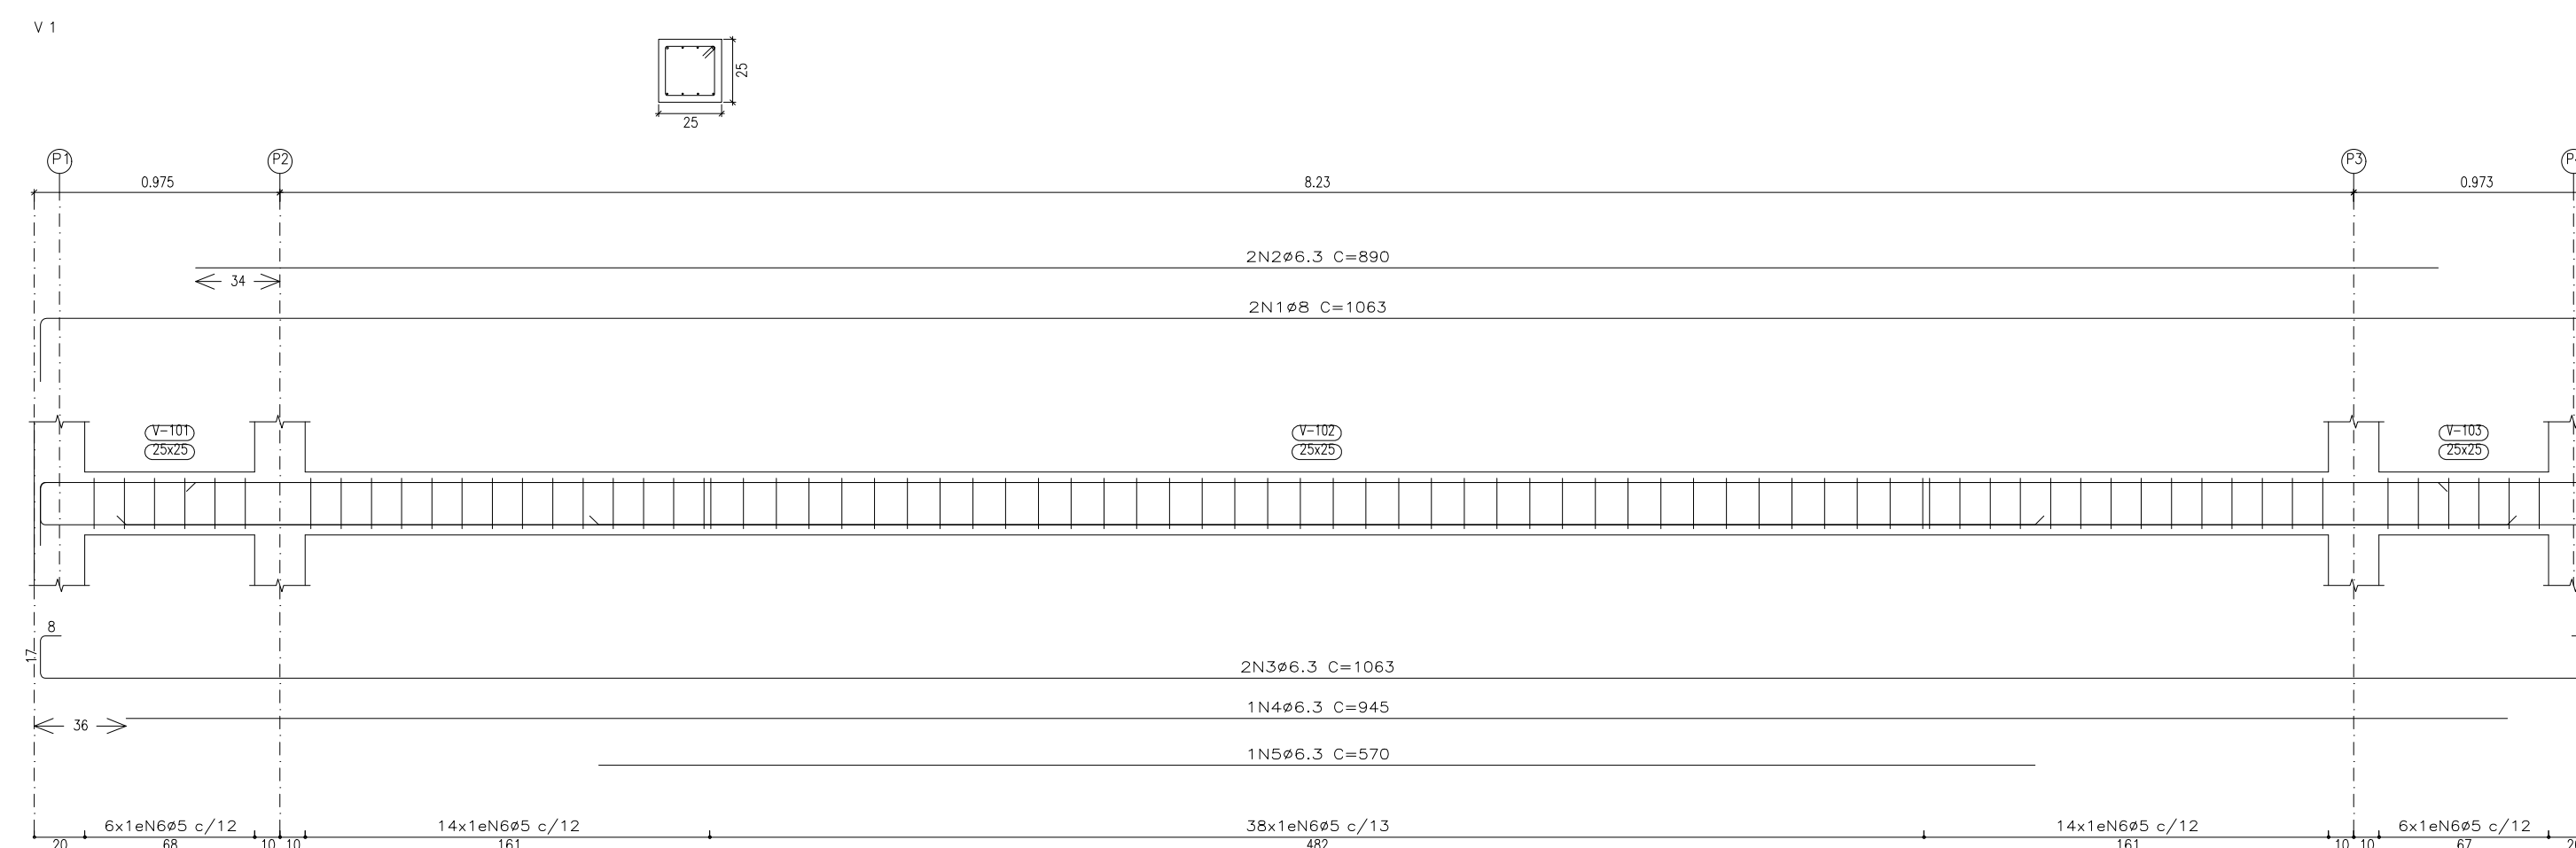 V 1
25
25
P1
P2
P3
0.975
8.23
0.973
2N2ø6.3 C=890
34
2N1ø8 C=1063
V-101
25x25
V-102
25x25
V-103
25x25
8
17
2N3ø6.3 C=1063
1N4ø6.3 C=945
36
1N5ø6.3 C=570
6x1eN6ø5 c/12
14x1eN6ø5 c/12
38x1eN6ø5 c/13
14x1eN6ø5 c/12
6x1eN6ø5 c/12
20
68
10
10
161
482
161
10
10
67